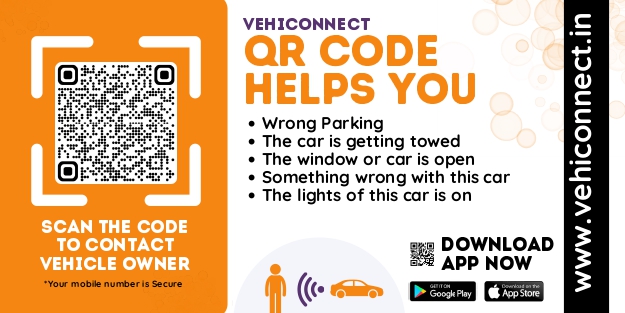 SCAN THE CODE
TO CONTACT
VEHICLE OWNER
*Your mobile number is Secure
VEHICONNECT
QR CODE
HELPS YOU
• Wrong Parking
• The car is getting towed
• The window or car is open
• Something wrong with this car
• The lights of this car is on
DOWNLOAD
APP NOW
GET IT ON
Google Play
Download on the
App Store
www.vehiconnect.in